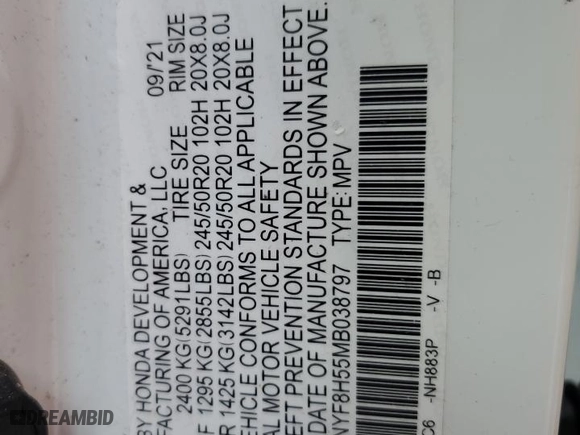 BY HONDA DEVELOPMENT &
FACTURING OF AMERICA, LLC 09/'21
2400 KG(5291LBS) TIRE SIZE RIM SIZE
F 1295 KG(2855LBS) 245/50R20 102H 20X8.0J
R 1425 KG(3142LBS) 245/50R20 102H 20X8.0J
EHICLE CONFORMS TO ALL APPLICABLE
AL MOTOR VEHICLE SAFETY
EFT PREVENTION STANDARDS IN EFFECT
DATE OF MANUFACTURE SHOWN ABOVE.
NYF8H55MB038797 TYPE: MPV
C6 -NH883P -V -B
DREAMBID